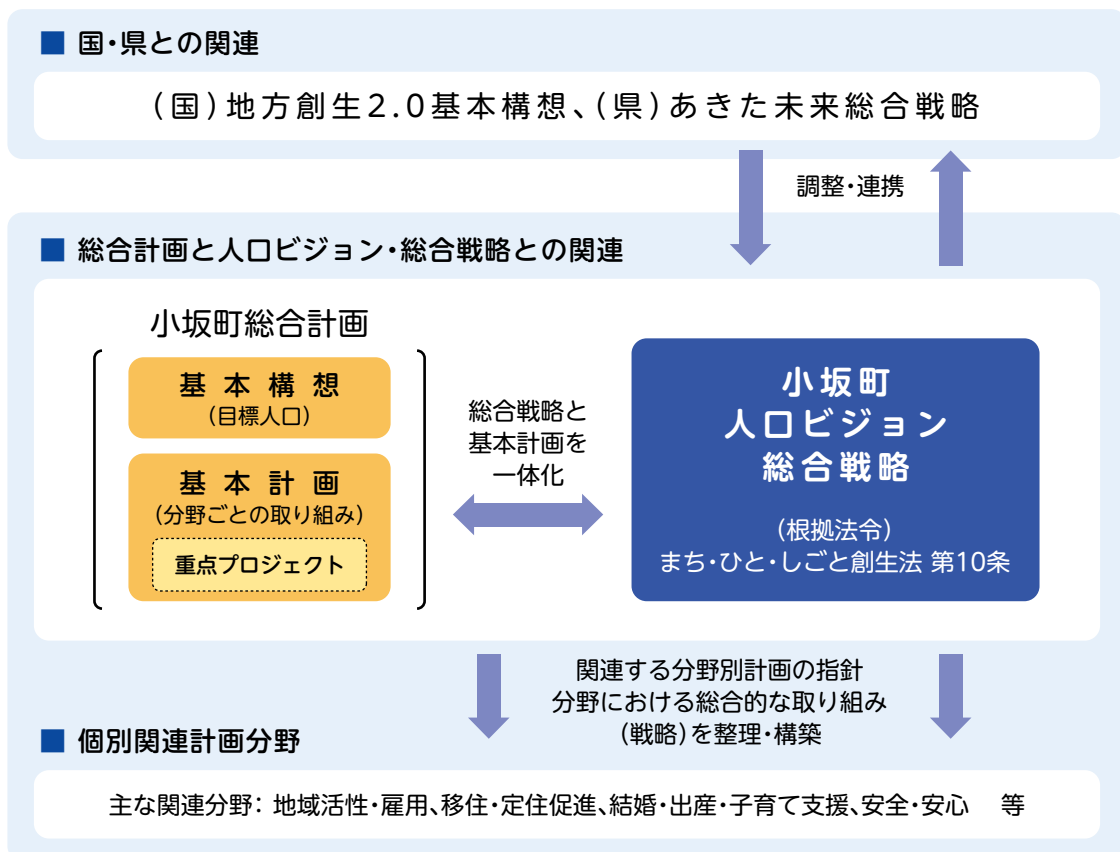 ■ 国・県との関連
(国)地方創生2.0基本構想、(県)あきた未来総合戦略
調整・連携
■ 総合計画と人口ビジョン・総合戦略との関連
小坂町総合計画
基本構想
(目標人口)
基本計画
(分野ごとの取り組み)
重点プロジェクト
総合戦略と
基本計画を
一体化
小坂町
人口ビジョン
総合戦略
(根拠法令)
まち・ひと・しごと創生法 第10条
関連する分野別計画の指針
分野における総合的な取り組み
(戦略)を整理・構築
■ 個別関連計画分野
主な関連分野: 地域活性・雇用、移住・定住促進、結婚・出産・子育て支援、安全・安心　等